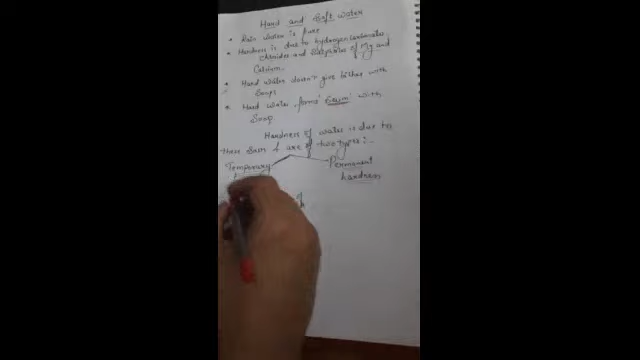 Hard and Soft water
• Rain water is pure
• Hardness is due to hydrogen carbonates,
chlorides and sulphates of Mg and
Calcium.
• Hard water doesn't give lather with
Soaps
• Hard water forms 'Scum' with
Soap
Hardness of water is due to
these Salts & are of two types:-
Temporary
Permanent
hardness